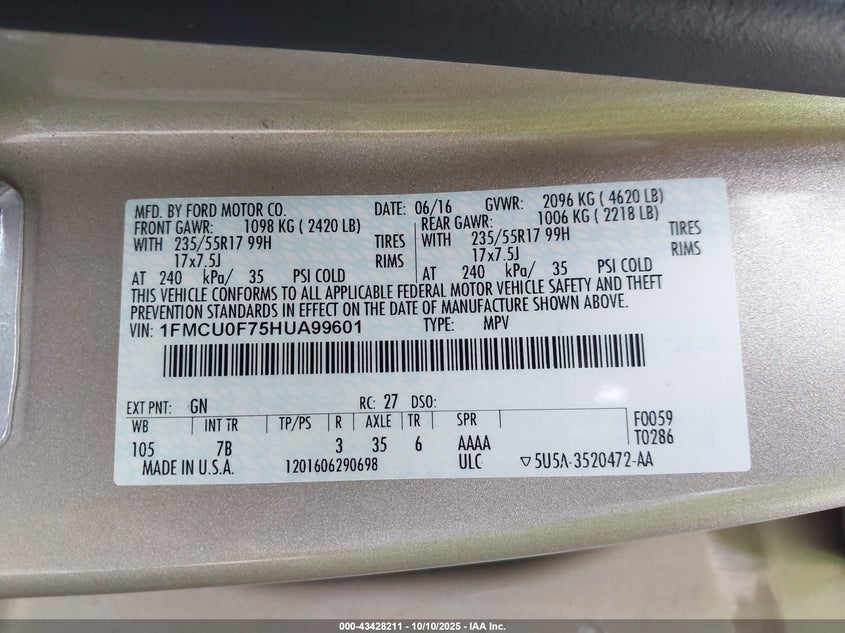 MFD. BY FORD MOTOR CO. DATE: 06/16 GVWR: 2096 KG ( 4620 LB)
FRONT GAWR: 1098 KG ( 2420 LB) REAR GAWR: 1006 KG ( 2218 LB)
WITH 235/55R17 99H TIRES WITH 235/55R17 99H TIRES
17x7.5J RIMS 17x7.5J RIMS
AT 240 kPa/ 35 PSI COLD AT 240 kPa/ 35 PSI COLD
THIS VEHICLE CONFORMS TO ALL APPLICABLE FEDERAL MOTOR VEHICLE SAFETY AND THEFT
PREVENTION STANDARDS IN EFFECT ON THE DATE OF MANUFACTURE SHOWN ABOVE.
VIN: 1FMCU0F75HUA99601 TYPE: MPV
EXT PNT: GN RC: 27 DSO:
WB INT TR TP/PS R AXLE TR SPR F0059
105 7B 3 35 6 AAAA T0286
MADE IN U.S.A. 1201606290698 ULC ▽5U5A-3520472-AA
000-43428211 - 10/10/2025 - IAA Inc.